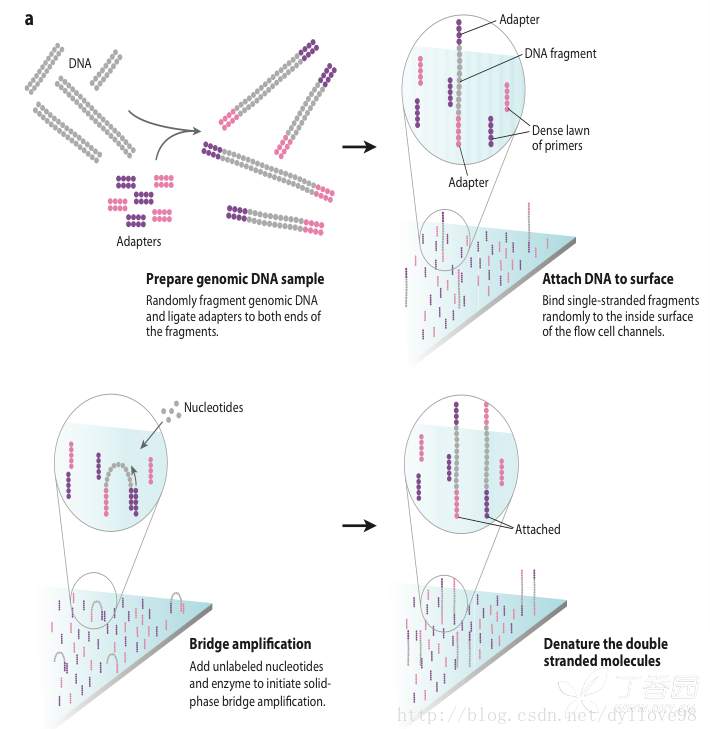 a
DNA
Adapters
Prepare genomic DNA sample
Randomly fragment genomic DNA
and ligate adapters to both ends of
the fragments.
Adapter
DNA fragment
Dense lawn
of primers
Adapter
Attach DNA to surface
Bind single-stranded fragments
randomly to the inside surface
of the flow cell channels.
Nucleotides
Bridge amplification
Add unlabeled nucleotides
and enzyme to initiate solid-
phase bridge amplification.
Attached
Denature the double
stranded molecules
丁香园
http://blog.csdn.net/dyllove98